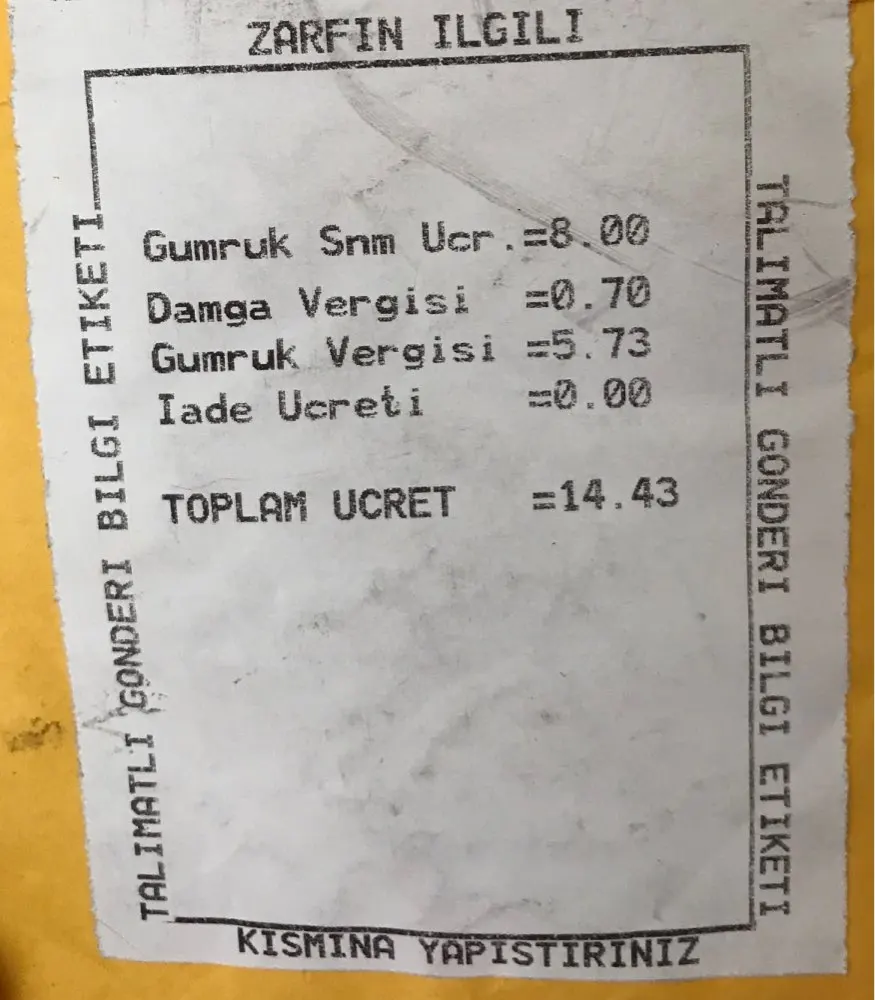 ZARFIN ILGILI
TALIMATLI GONDERI BILGI ETIKETI
Gumruk Snm Ucr.=8.00
Damga Vergisi =0.70
Gumruk Vergisi =5.73
Iade Ucreti =0.00
TOPLAM UCRET =14.43
TALIMATLI GONDERI BILGI ETIKETI
KISMINA YAPISTIRINIZ